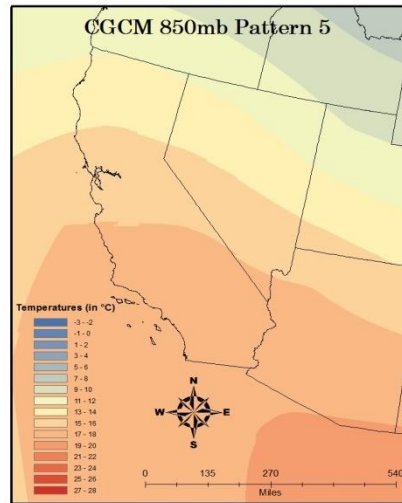 CGCM 850mb Pattern 5
Temperatures (in °C)
-3 - -2
-1 - 0
1 - 2
3 - 4
5 - 6
7 - 8
9 - 10
11 - 12
13 - 14
15 - 16
17 - 18
19 - 20
21 - 22
23 - 24
25 - 26
27 - 28
N
W E
S
0 135 270 540
Miles